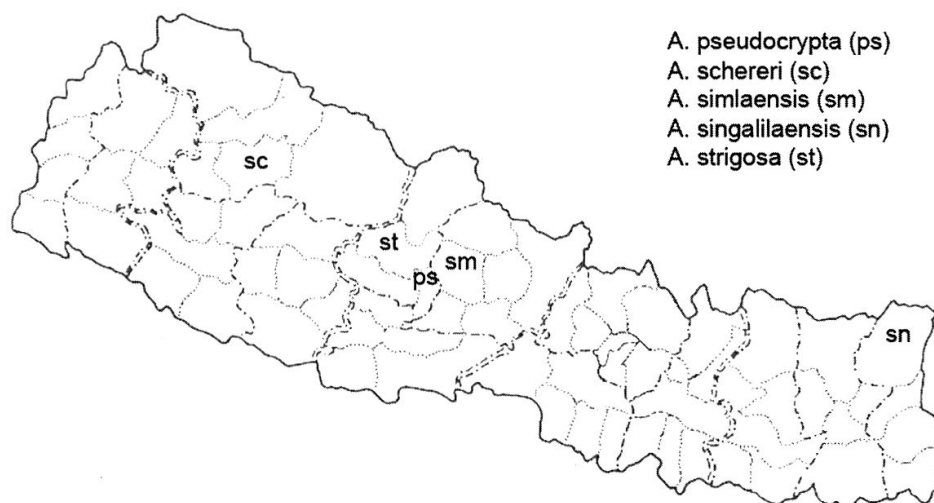 A. pseudocrypta (ps)
A. schereri (sc)
A. simlaensis (sm)
A. singalilaensis (sn)
A. strigosa (st)
sc
st
sm
ps
sn